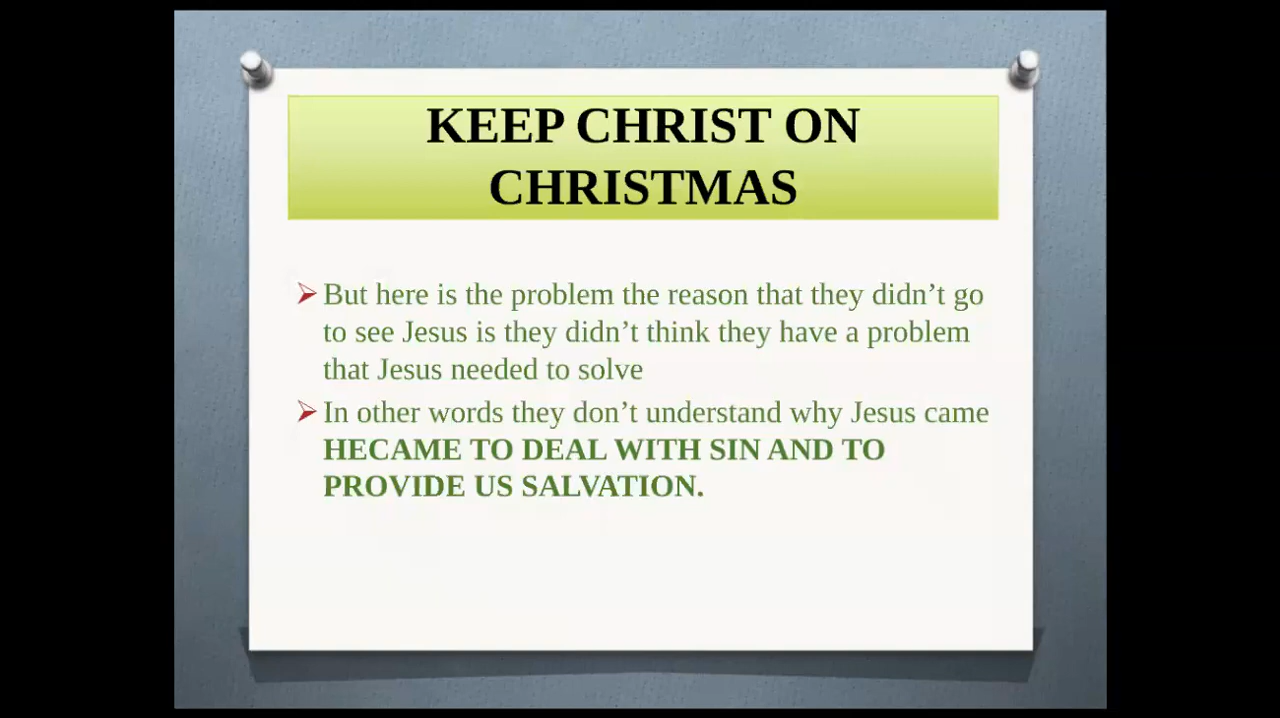 KEEP CHRIST ON
CHRISTMAS
But here is the problem the reason that they didn’t go
to see Jesus is they didn’t think they have a problem
that Jesus needed to solve
In other words they don’t understand why Jesus came
HECAME TO DEAL WITH SIN AND TO
PROVIDE US SALVATION.